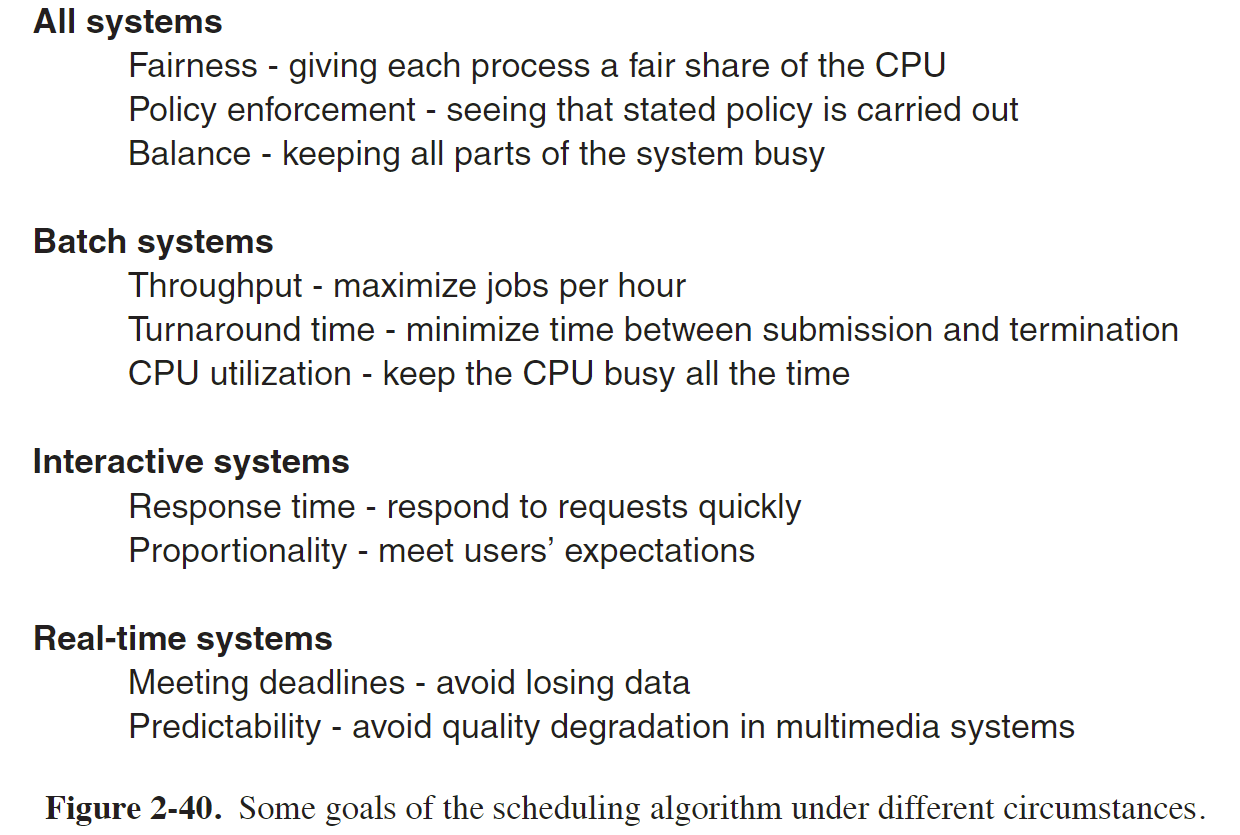 All systems
Fairness - giving each process a fair share of the CPU
Policy enforcement - seeing that stated policy is carried out
Balance - keeping all parts of the system busy
Batch systems
Throughput - maximize jobs per hour
Turnaround time - minimize time between submission and termination
CPU utilization - keep the CPU busy all the time
Interactive systems
Response time - respond to requests quickly
Proportionality - meet users’ expectations
Real-time systems
Meeting deadlines - avoid losing data
Predictability - avoid quality degradation in multimedia systems
Figure 2-40. Some goals of the scheduling algorithm under different circumstances.